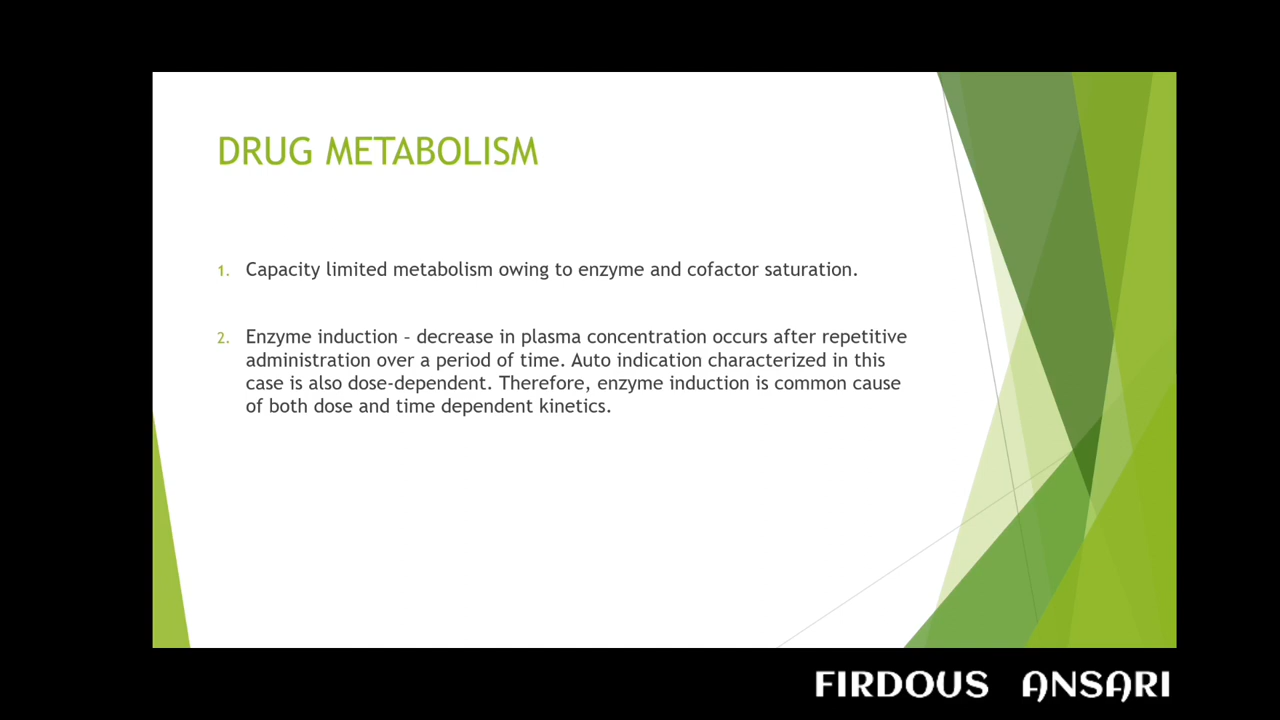 DRUG METABOLISM
1. Capacity limited metabolism owing to enzyme and cofactor saturation.
2. Enzyme induction – decrease in plasma concentration occurs after repetitive
administration over a period of time. Auto indication characterized in this
case is also dose-dependent. Therefore, enzyme induction is common cause
of both dose and time dependent kinetics.
FIRDOUS ANSARI